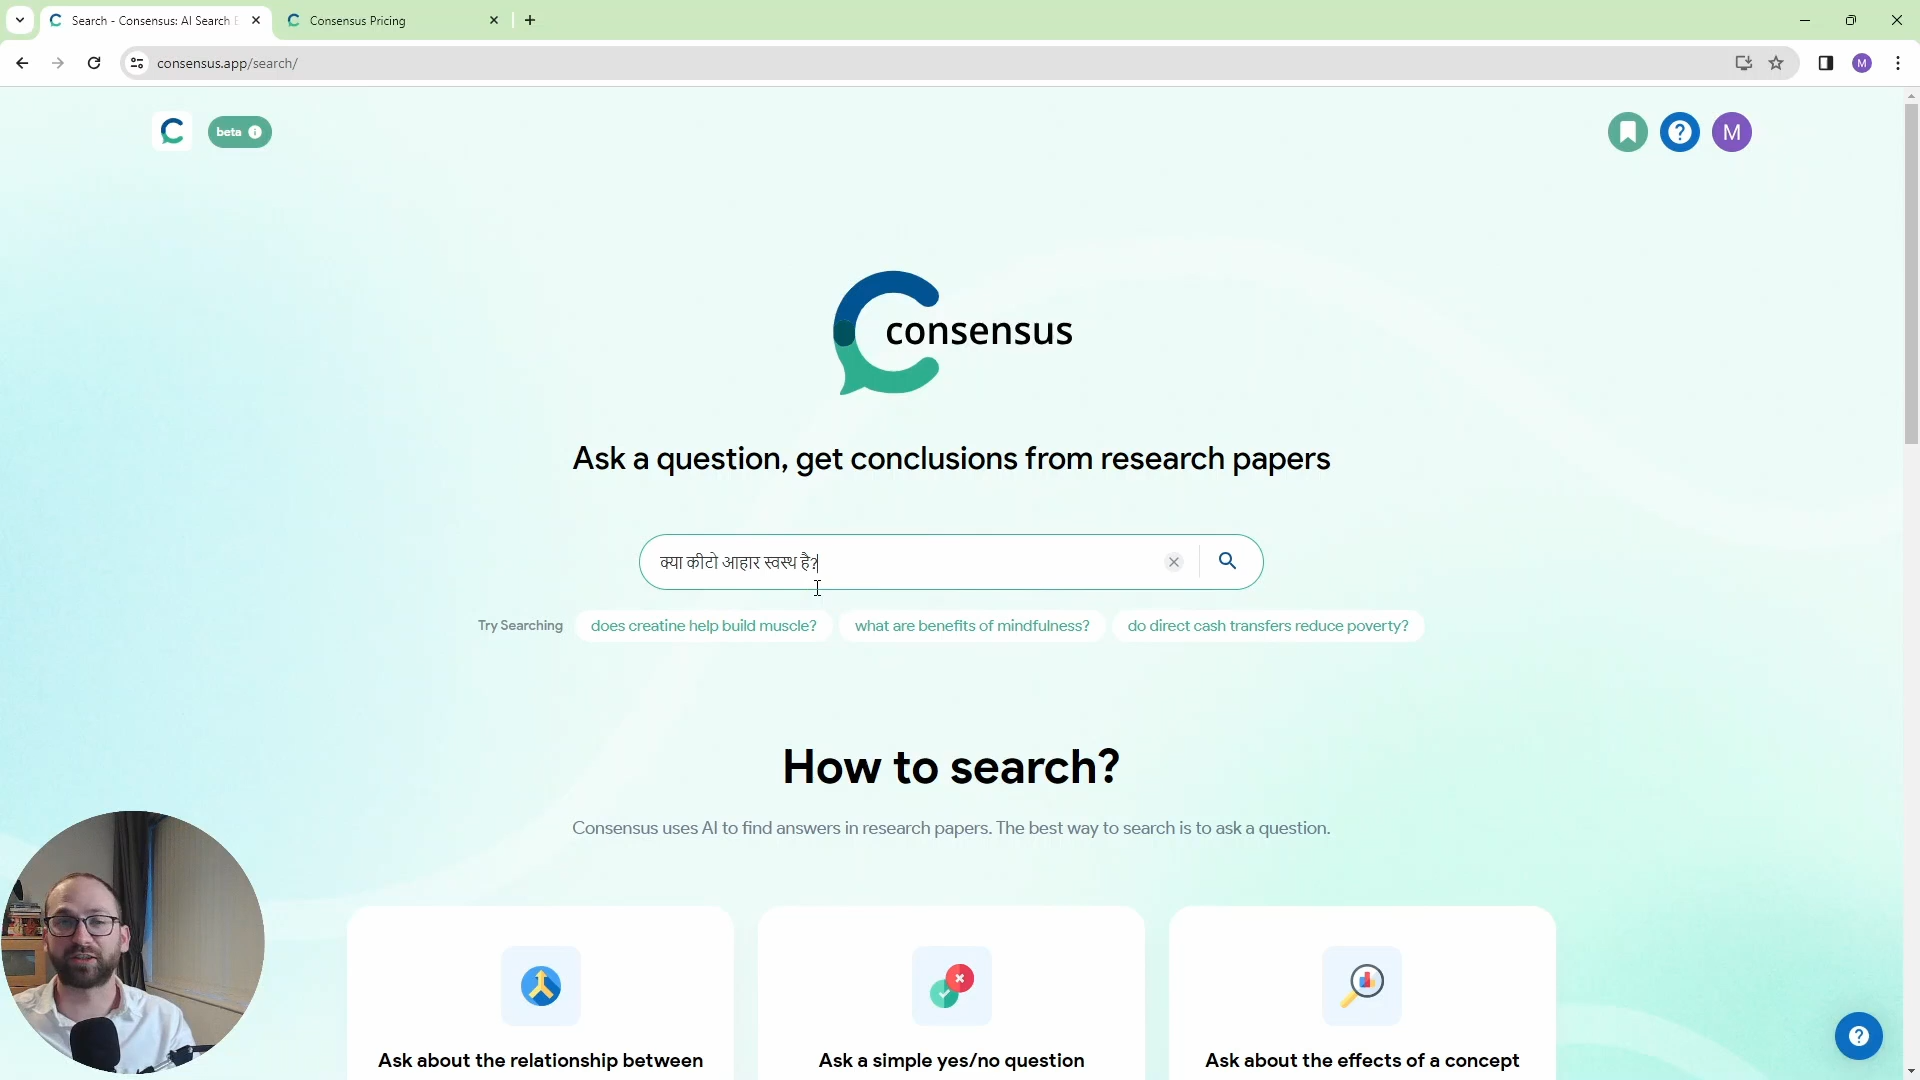 Search - Consensus: AI Search
Consensus Pricing
consensus.app/search/
M
beta
M
consensus
Ask a question, get conclusions from research papers
क्या कीटो आहार स्वस्थ है?
Try Searching
does creatine help build muscle?
what are benefits of mindfulness?
do direct cash transfers reduce poverty?
How to search?
Consensus uses AI to find answers in research papers. The best way to search is to ask a question.
Ask about the relationship between
Ask a simple yes/no question
Ask about the effects of a concept